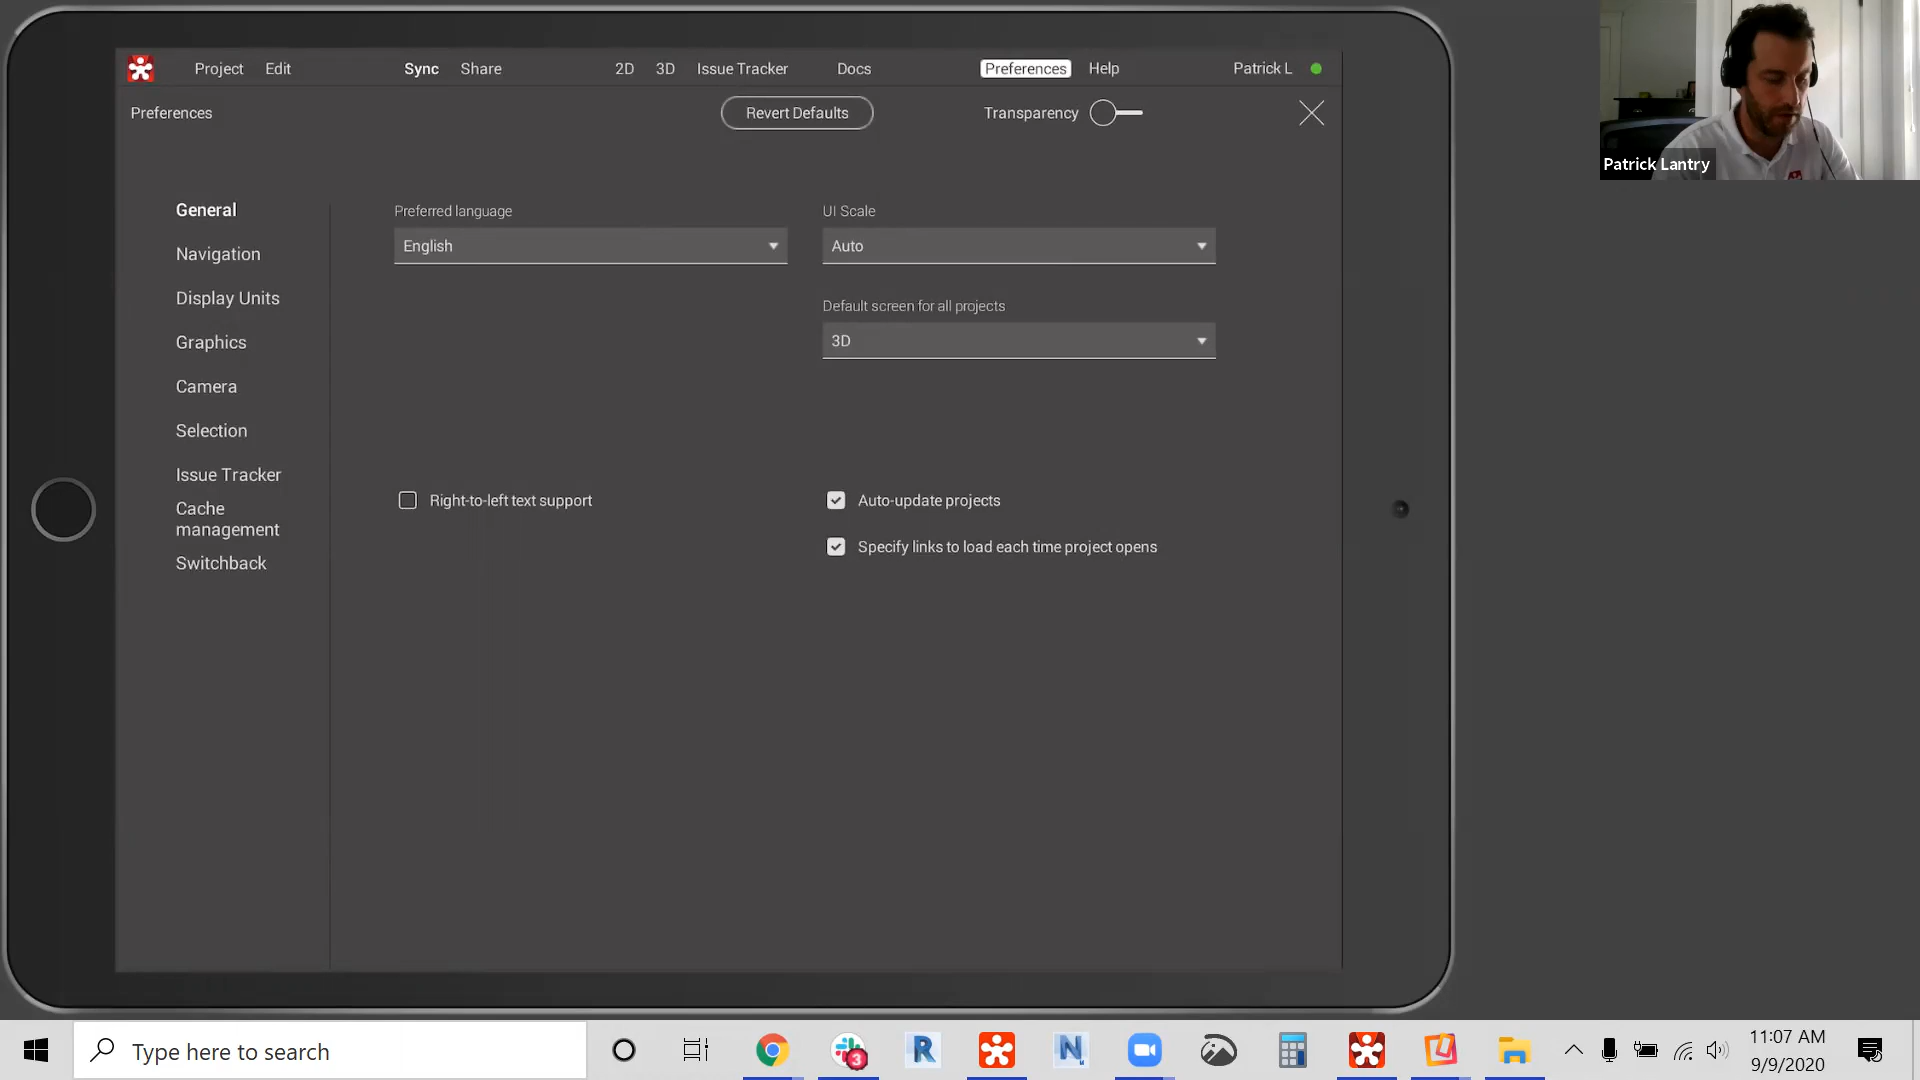 Project Edit Sync Share 2D 3D Issue Tracker Docs Preferences Help Patrick L
Preferences Revert Defaults Transparency
Patrick Lantry
General
Navigation
Display Units
Graphics
Camera
Selection
Issue Tracker
Cache
management
Switchback
Preferred language
English
UI Scale
Auto
Default screen for all projects
3D
Right-to-left text support
Auto-update projects
Specify links to load each time project opens
Type here to search
3
R
N
11:07 AM
9/9/2020